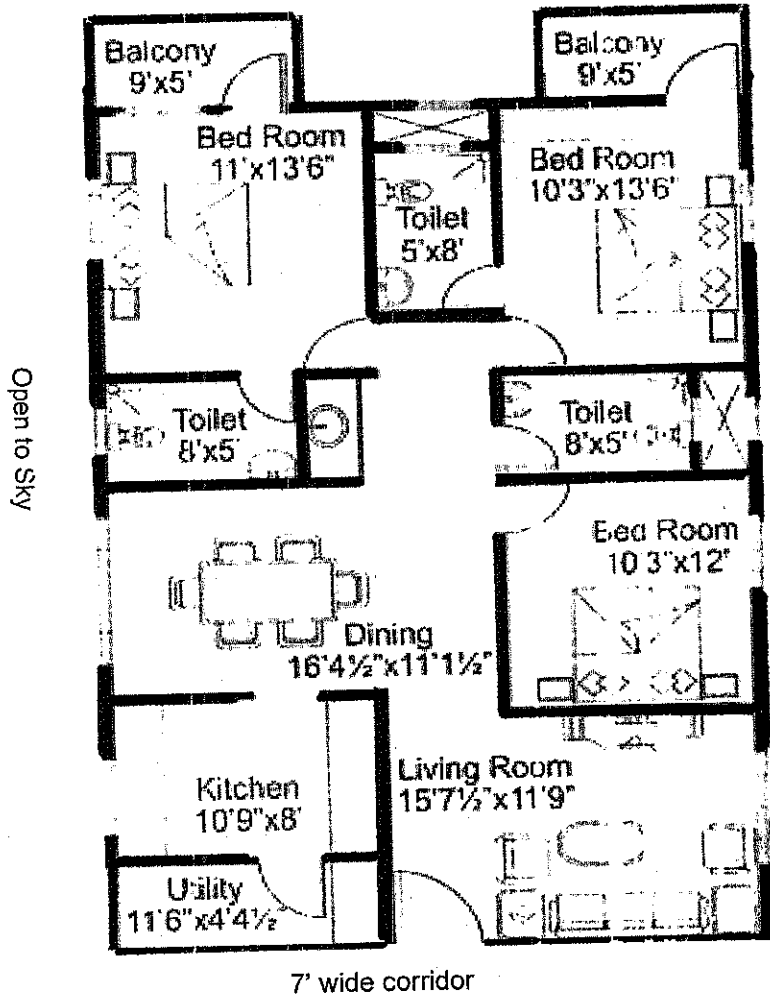 Balcony
9'x5'
Balcony
9'x5'
Bed Room
11'x13'6"
Bed Room
10'3"x13'6"
Toilet
5'x8'
Toilet
8'x5'
Toilet
8'x5'
Open to Sky
Bed Room
10'3"x12'
Dining
16'4½"x11'1½"
Kitchen
10'9"x8'
Living Room
15'7½"x11'9"
Utility
11'6"x4'4½"
7' wide corridor